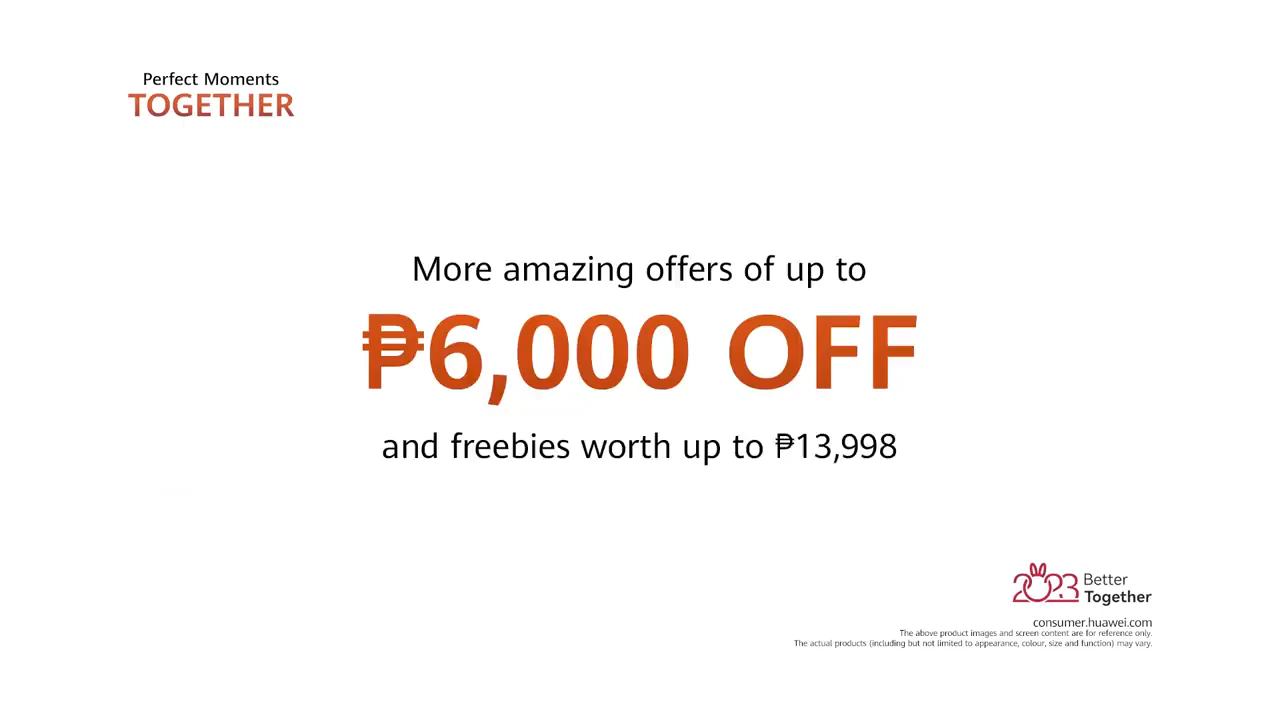 Perfect Moments
TOGETHER
More amazing offers of up to
₱6,000 OFF
and freebies worth up to ₱13,998
2023 Better
Together
consumer.huawei.com
The above product images and screen content are for reference only.
The actual products (including but not limited to appearance, colour, size and function) may vary.